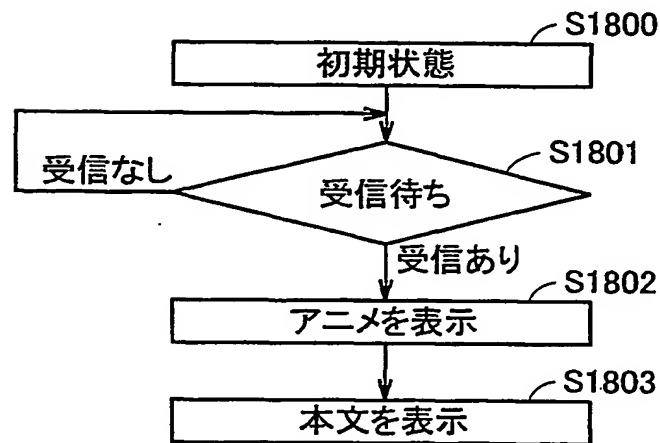 S1800
初期状態
S1801
受信なし
受信待ち
受信あり
S1802
アニメを表示
S1803
本文を表示